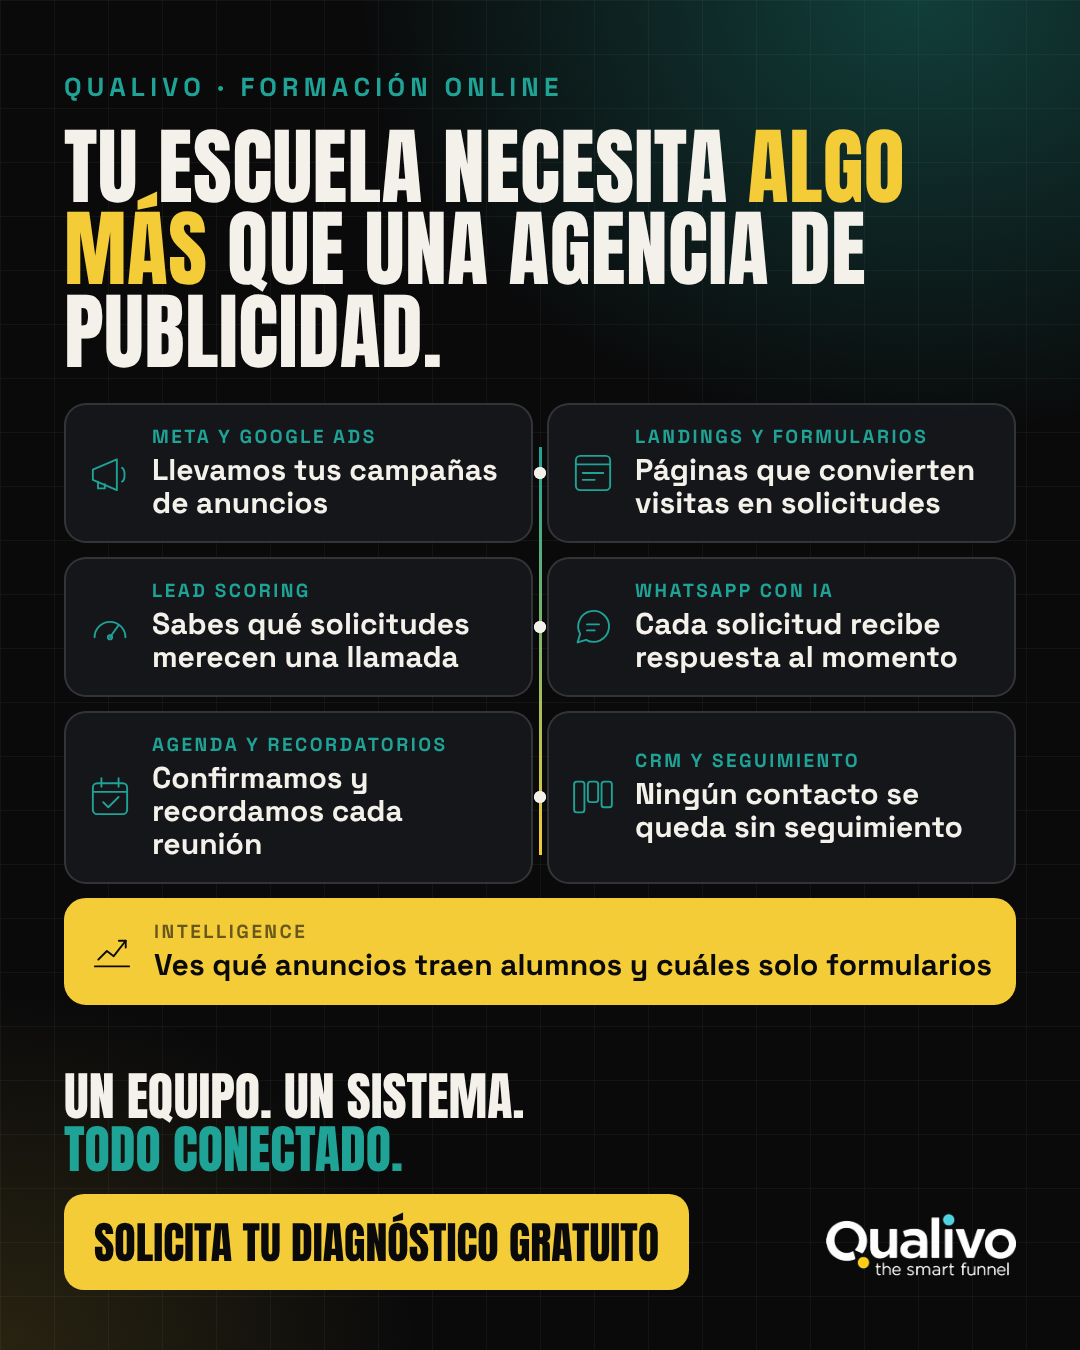 QUALIVO · FORMACIÓN ONLINE
TU ESCUELA NECESITA ALGO
MÁS QUE UNA AGENCIA DE
PUBLICIDAD.
META Y GOOGLE ADS
Llevamos tus campañas
de anuncios
LANDINGS Y FORMULARIOS
Páginas que convierten
visitas en solicitudes
LEAD SCORING
Sabes qué solicitudes
merecen una llamada
WHATSAPP CON IA
Cada solicitud recibe
respuesta al momento
AGENDA Y RECORDATORIOS
Confirmamos y
recordamos cada
reunión
CRM Y SEGUIMIENTO
Ningún contacto se
queda sin seguimiento
INTELLIGENCE
Ves qué anuncios traen alumnos y cuáles solo formularios
UN EQUIPO. UN SISTEMA.
TODO CONECTADO.
SOLICITA TU DIAGNÓSTICO GRATUITO
Qualivo
the smart funnel